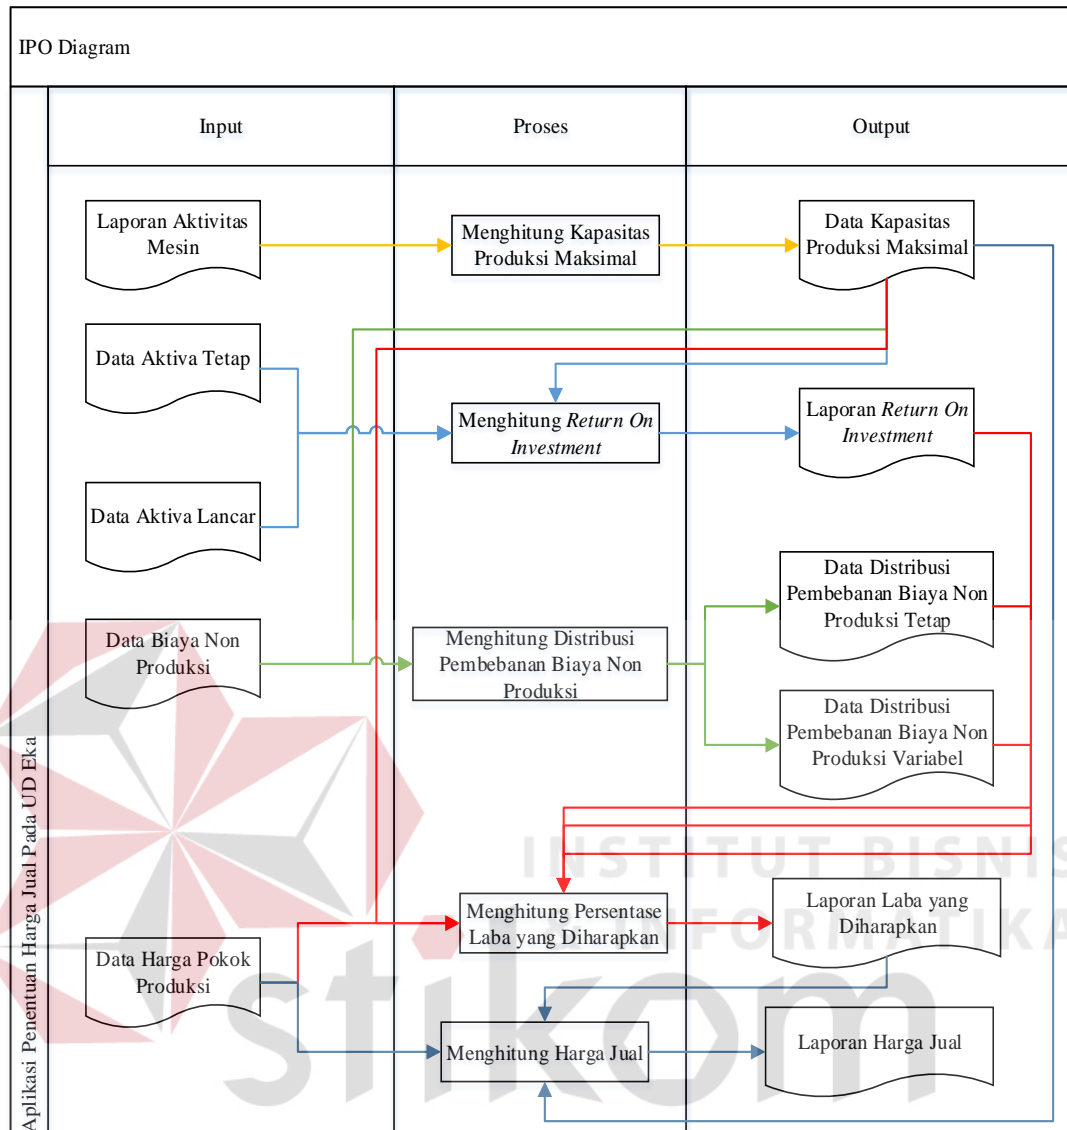 IPO Diagram
Input
Proses
Output
Laporan Aktivitas
Mesin
Menghitung Kapasitas
Produksi Maksimal
Data Kapasitas
Produksi Maksimal
Data Aktiva Tetap
Menghitung Return On
Investment
Laporan Return On
Investment
Data Aktiva Lancar
Data Distribusi
Pembebanan Biaya Non
Produksi Tetap
Data Biaya Non
Produksi
Menghitung Distribusi
Pembebanan Biaya Non
Produksi
Data Distribusi
Pembebanan Biaya Non
Produksi Variabel
Aplikasi Penentuan Harga Jual Pada UD Eka
INSTITUT BISNIS
& INFORMATIKA
stikom
Menghitung Persentase
Laba yang Diharapkan
Laporan Laba yang
Diharapkan
Data Harga Pokok
Produksi
Menghitung Harga Jual
Laporan Harga Jual